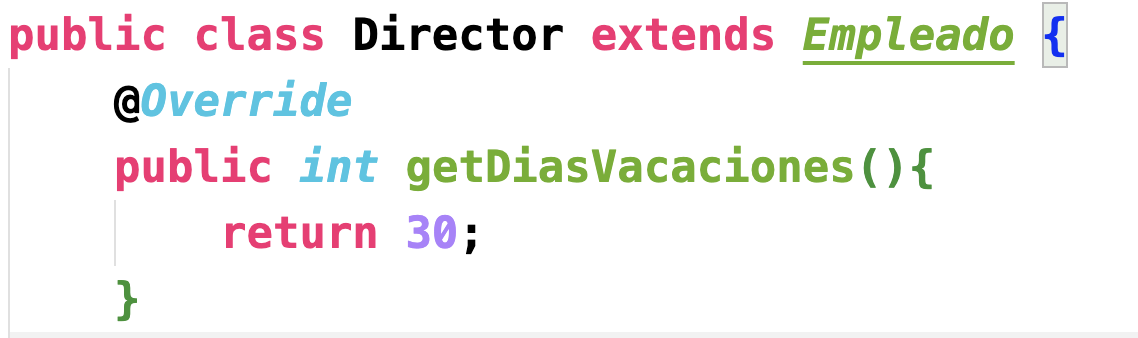 public class Director extends Empleado {
@Override
public int getDiasVacaciones(){
return 30;
}